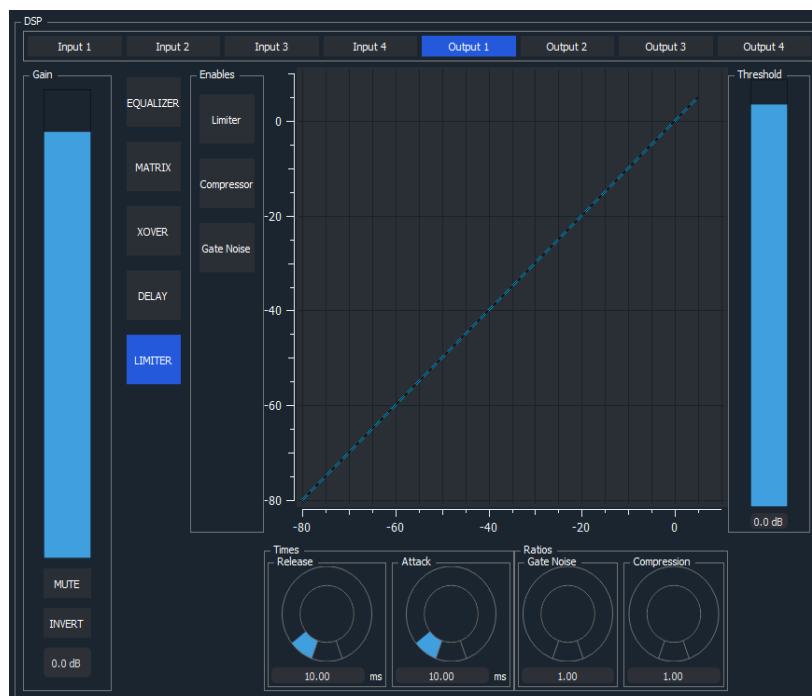 DSP
Input 1 Input 2 Input 3 Input 4 Output 1 Output 2 Output 3 Output 4
Gain
EQUALIZER
MATRIX
XOVER
DELAY
LIMITER
MUTE
INVERT
0.0 dB
Enables
Limiter
Compressor
Gate Noise
0
-20
-40
-60
-80
-80 -60 -40 -20 0
Threshold
0.0 dB
Times
Release
10.00 ms
Attack
10.00 ms
Ratios
Gate Noise
1.00
Compression
1.00